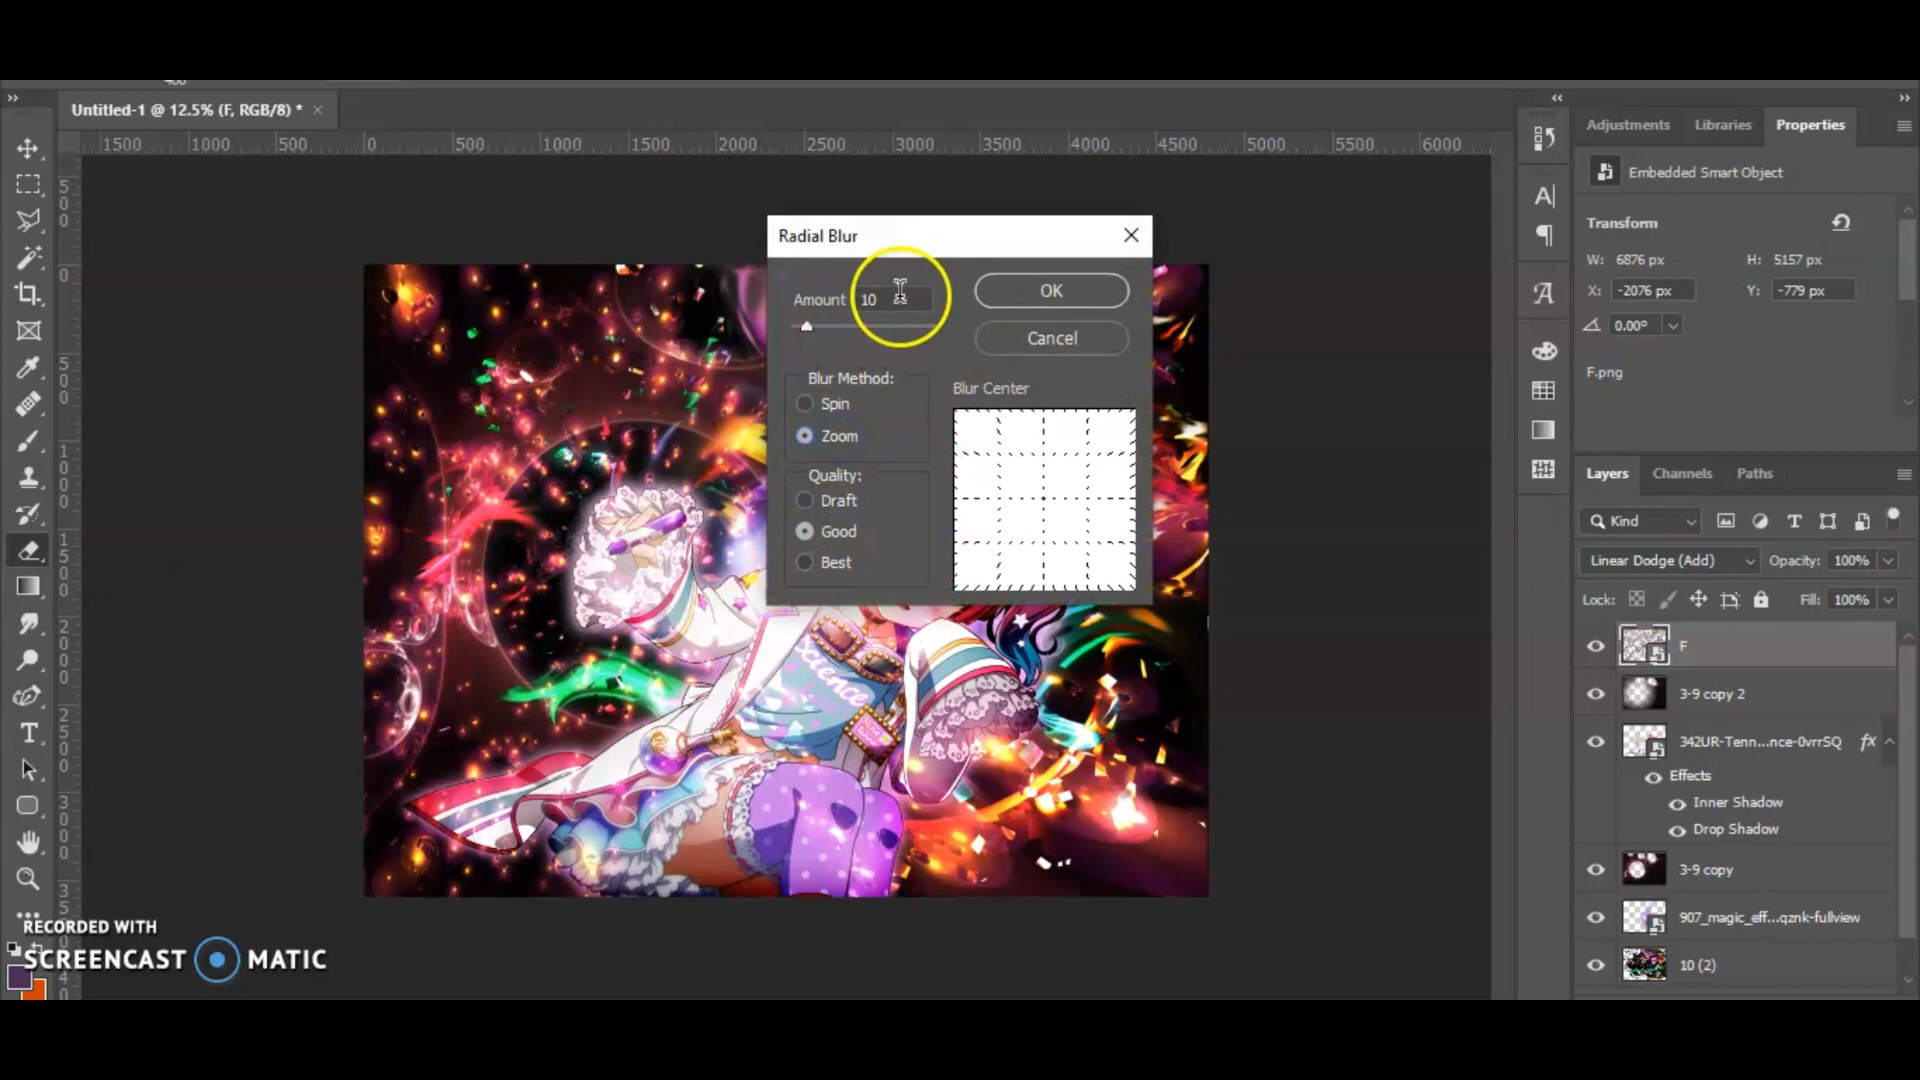 Untitled-1 @ 12.5% (F, RGB/8) * ×
1500 1000 500 0 500 1000 1500 2000 2500 3000 3500 4000 4500 5000 5500 6000
Radial Blur
Amount 10
OK
Cancel
Blur Method:
Spin
Zoom
Quality:
Draft
Good
Best
Blur Center
science
Adjustments Libraries Properties
Embedded Smart Object
Transform
W: 6876 px H: 5157 px
X: -2076 px Y: -779 px
0.00°
F.png
Layers Channels Paths
Kind
Linear Dodge (Add) Opacity: 100%
Lock: Fill: 100%
F
3-9 copy 2
342UR-Tenn...nce-0vrrSQ fx
Effects
Inner Shadow
Drop Shadow
3-9 copy
907_magic_eff...qznk-fullview
10 (2)
RECORDED WITH
SCREENCAST MATIC